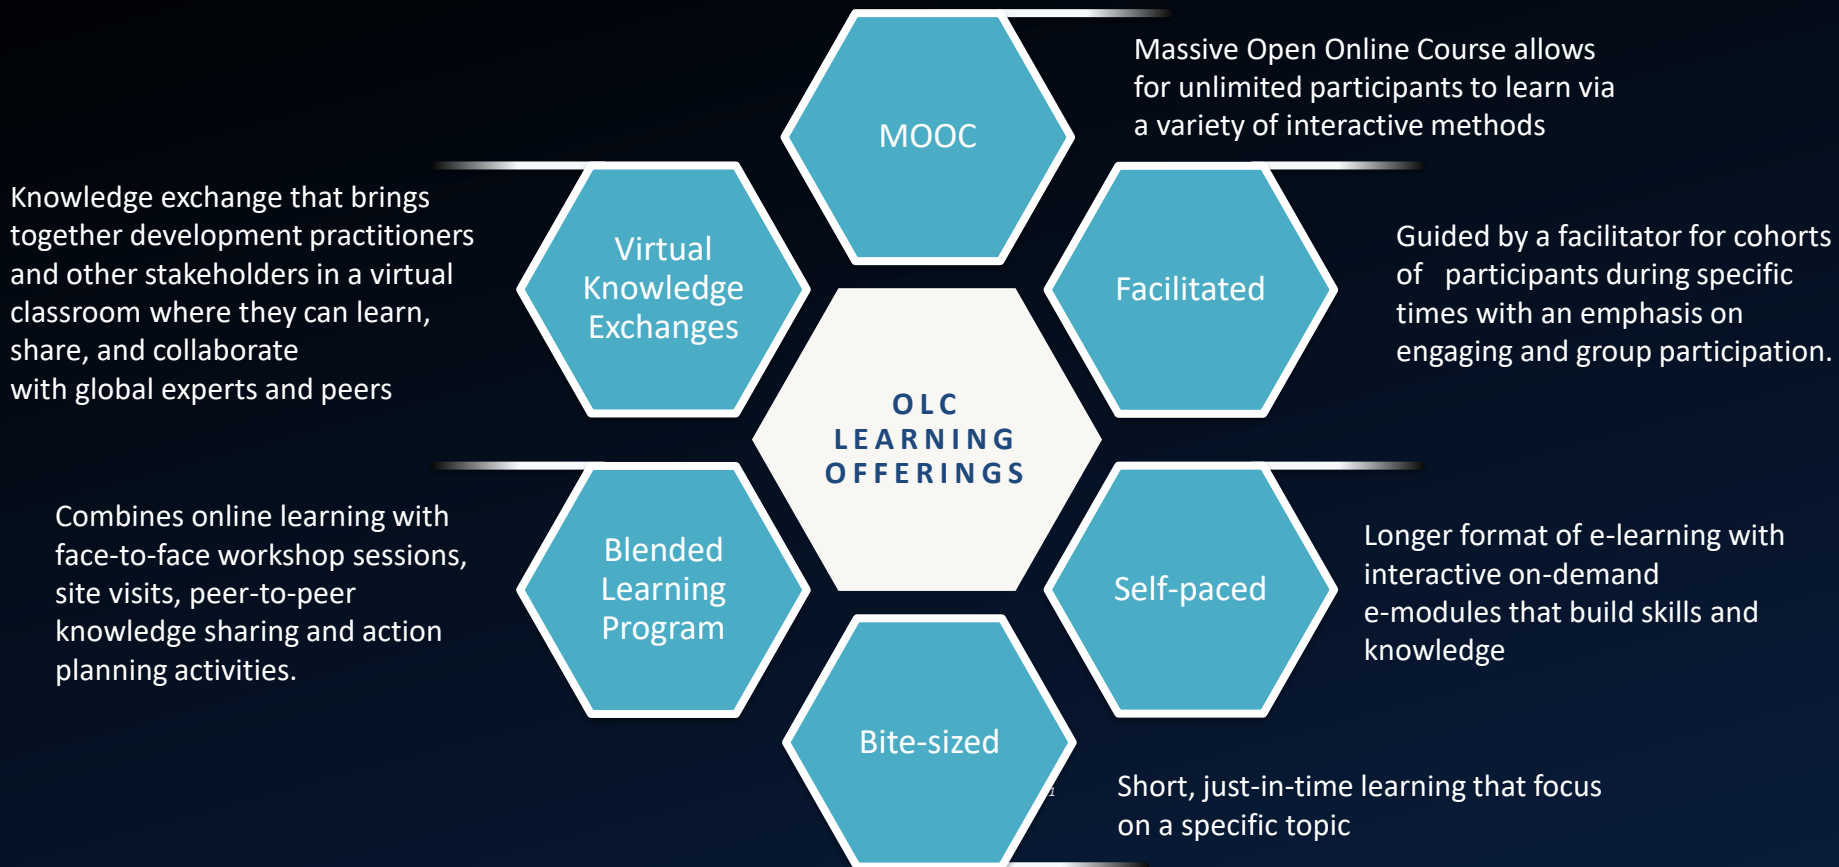 MOOC
Massive Open Online Course allows
for unlimited participants to learn via
a variety of interactive methods
Virtual
Knowledge
Exchanges
Knowledge exchange that brings
together development practitioners
and other stakeholders in a virtual
classroom where they can learn,
share, and collaborate
with global experts and peers
Facilitated
Guided by a facilitator for cohorts
of participants during specific
times with an emphasis on
engaging and group participation.
OLC
LEARNING
OFFERINGS
Blended
Learning
Program
Combines online learning with
face-to-face workshop sessions,
site visits, peer-to-peer
knowledge sharing and action
planning activities.
Self-paced
Longer format of e-learning with
interactive on-demand
e-modules that build skills and
knowledge
Bite-sized
Short, just-in-time learning that focus
on a specific topic